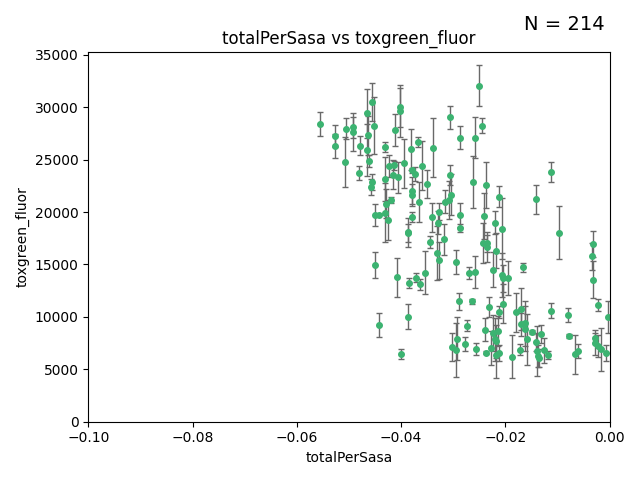 N = 214
totalPerSasa vs toxgreen_fluor
35000
30000
25000
20000
15000
10000
5000
0
toxgreen_fluor
−0.10 −0.08 −0.06 −0.04 −0.02 0.00
totalPerSasa